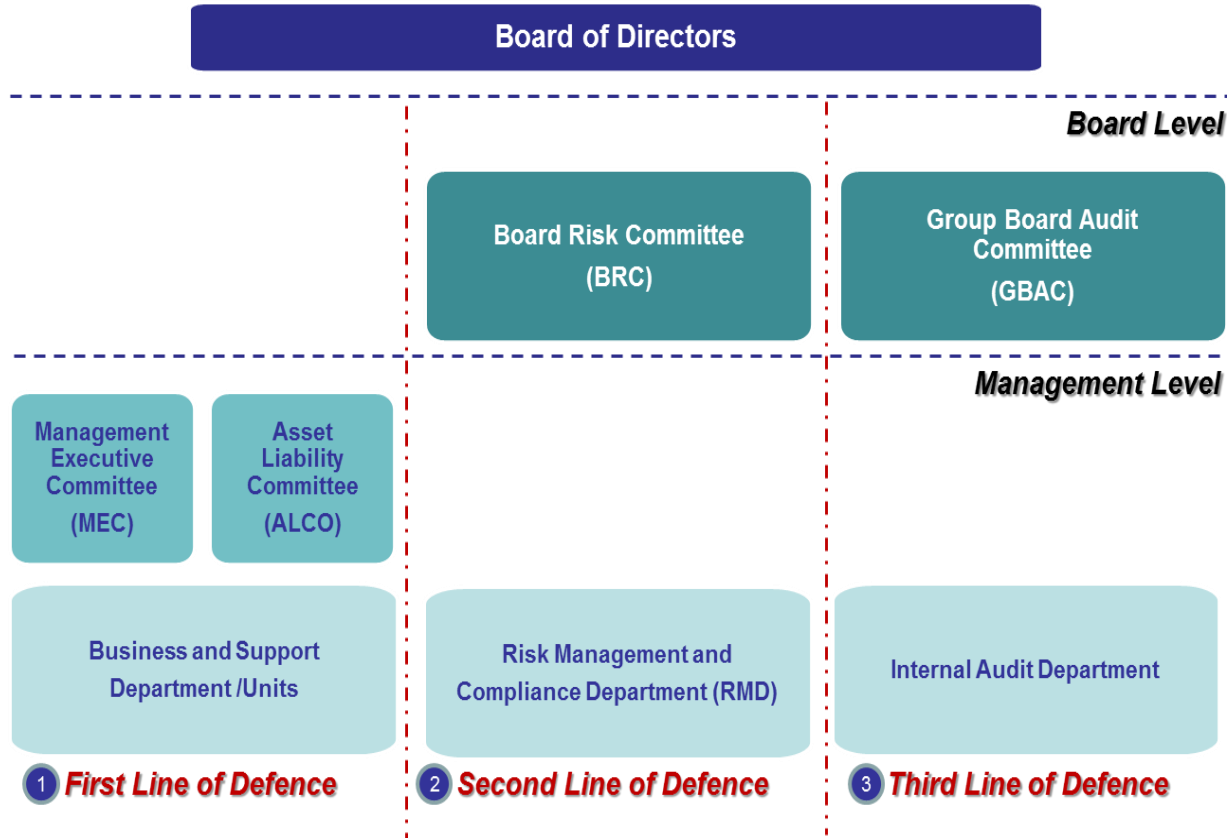 Board of Directors
Board Level
Board Risk Committee
(BRC)
Group Board Audit
Committee
(GBAC)
Management Level
Management
Executive
Committee
(MEC)
Asset
Liability
Committee
(ALCO)
Business and Support
Department /Units
Risk Management and
Compliance Department (RMD)
Internal Audit Department
1 First Line of Defence
2 Second Line of Defence
3 Third Line of Defence